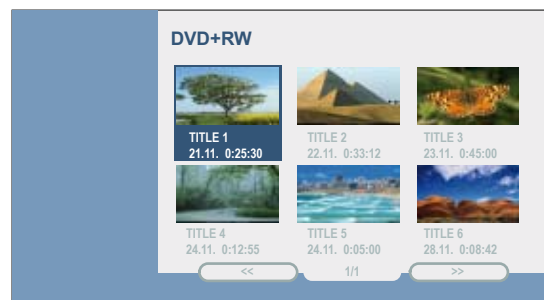 DVD+RW
TITLE 1
21.11. 0:25:30
TITLE 2
22.11. 0:33:12
TITLE 3
23.11. 0:45:00
TITLE 4
24.11. 0:12:55
TITLE 5
24.11. 0:05:00
TITLE 6
28.11. 0:08:42
<< 1/1 >>